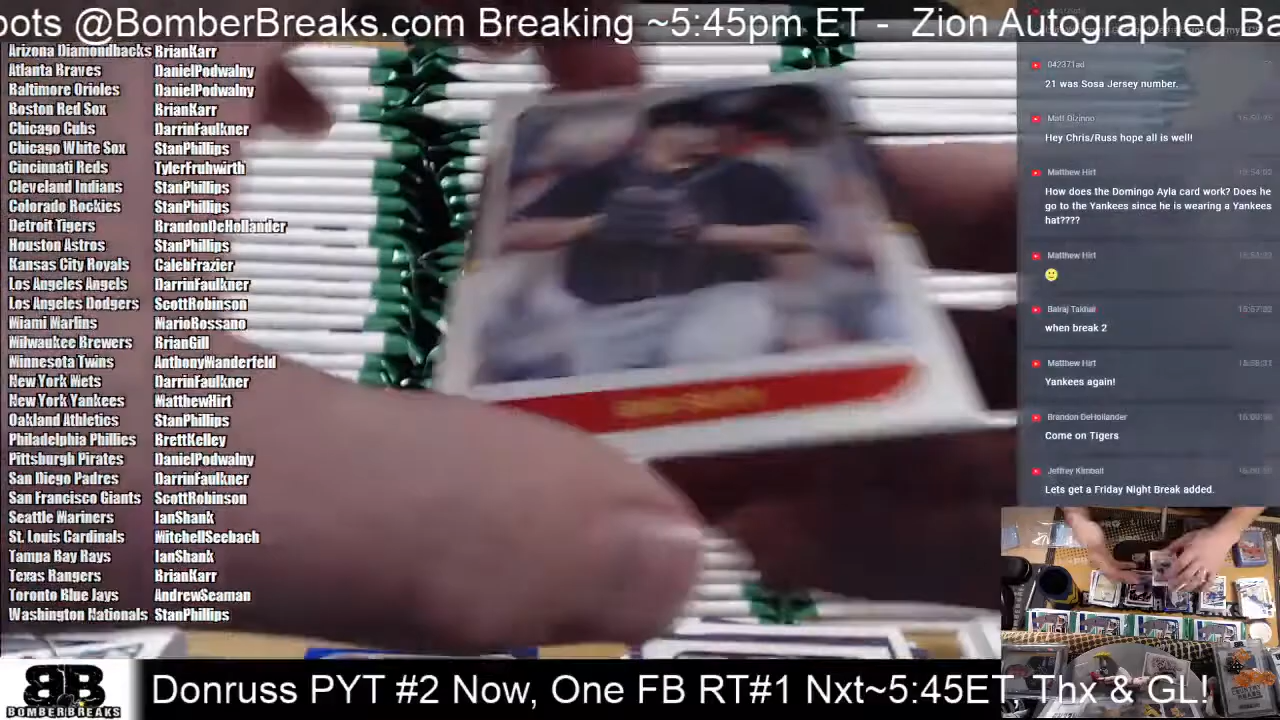 oots @BomberBreaks.com Breaking ~5:45pm ET -  Zion Autographed Ba
Arizona Diamondbacks BrianKarr
Atlanta Braves DanielPodwalny
Baltimore Orioles DanielPodwalny
Boston Red Sox BrianKarr
Chicago Cubs DarrinFaulkner
Chicago White Sox StanPhillips
Cincinnati Reds TylerFruhwirth
Cleveland Indians StanPhillips
Colorado Rockies StanPhillips
Detroit Tigers BrandonDeHollander
Houston Astros StanPhillips
Kansas City Royals CalebFrazier
Los Angeles Angels DarrinFaulkner
Los Angeles Dodgers ScottRobinson
Miami Marlins MarioRossano
Milwaukee Brewers BrianGill
Minnesota Twins AnthonyManderfeld
New York Mets DarrinFaulkner
New York Yankees MatthewHirt
Oakland Athletics StanPhillips
Philadelphia Phillies BrettKelley
Pittsburgh Pirates DanielPodwalny
San Diego Padres DarrinFaulkner
San Francisco Giants ScottRobinson
Seattle Mariners IanShank
St. Louis Cardinals MitchellSeebach
Tampa Bay Rays IanShank
Texas Rangers BrianKarr
Toronto Blue Jays AndrewSeaman
Washington Nationals StanPhillips
042371ad
21 was Sosa Jersey number.
Matt Dizinno
Hey Chris/Russ hope all is well!
Matthew Hirt
How does the Domingo Ayla card work? Does he
go to the Yankees since he is wearing a Yankees
hat????
Matthew Hirt
Balraj Takhar
when break 2
Matthew Hirt
Yankees again!
Brandon DeHollander
Come on Tigers
Jeffrey Kimball
Lets get a Friday Night Break added.
BOMBERBREAKS
Donruss PYT #2 Now, One FB RT#1 Nxt~5:45ET. Thx & GL!